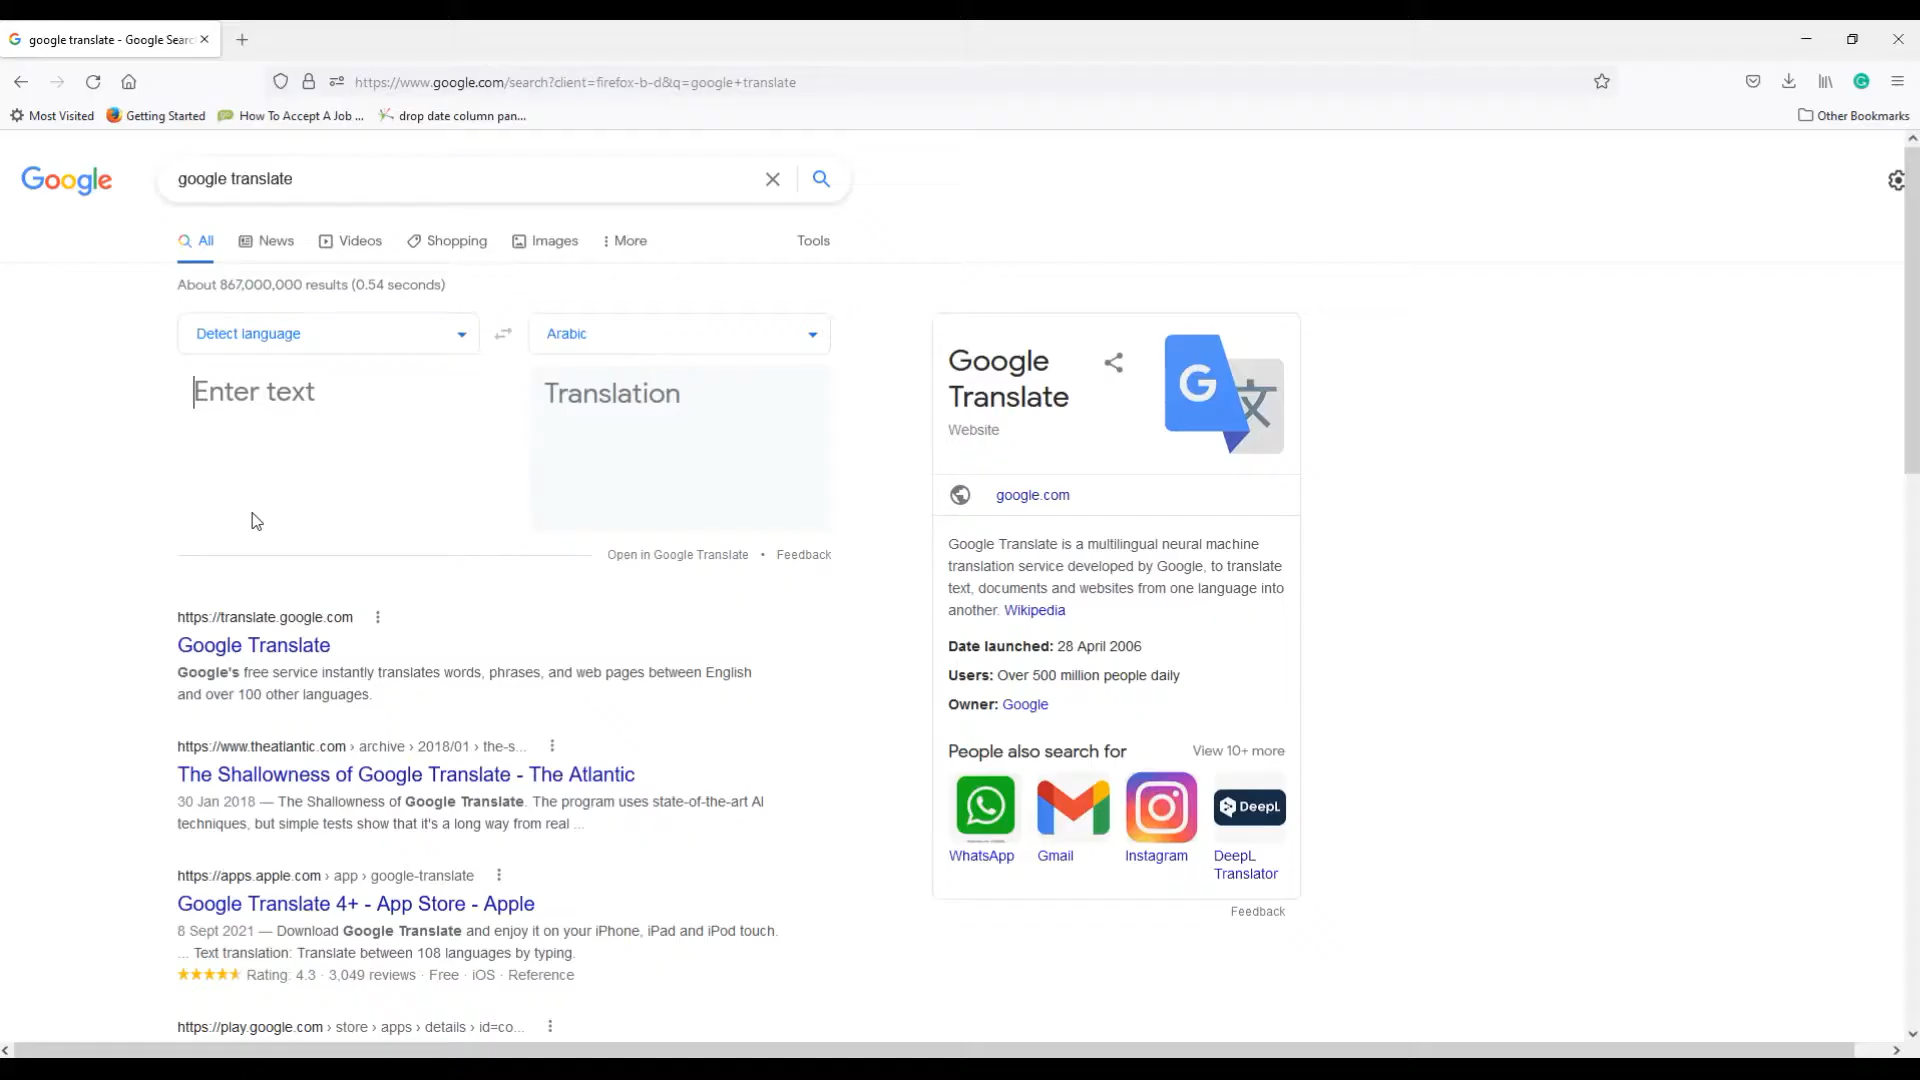 google translate - Google Searc
https://www.google.com/search?client=firefox-b-d&q=google+translate
Most Visited
Getting Started
How To Accept A Job ...
drop date column pan...
Other Bookmarks
Google
google translate
All
News
Videos
Shopping
Images
More
Tools
About 867,000,000 results (0.54 seconds)
Detect language
Arabic
Enter text
Translation
Open in Google Translate • Feedback
https://translate.google.com
Google Translate
Google's free service instantly translates words, phrases, and web pages between English
and over 100 other languages.
https://www.theatlantic.com › archive › 2018/01 › the-s...
The Shallowness of Google Translate - The Atlantic
30 Jan 2018 — The Shallowness of Google Translate. The program uses state-of-the-art AI
techniques, but simple tests show that it's a long way from real ...
https://apps.apple.com › app › google-translate
Google Translate 4+ - App Store - Apple
8 Sept 2021 — Download Google Translate and enjoy it on your iPhone, iPad and iPod touch.
... Text translation: Translate between 108 languages by typing.
Rating: 4.3 · 3,049 reviews · Free · iOS · Reference
https://play.google.com › store › apps › details › id=co...
Google
Translate
Website
G
文
google.com
Google Translate is a multilingual neural machine
translation service developed by Google, to translate
text, documents and websites from one language into
another. Wikipedia
Date launched: 28 April 2006
Users: Over 500 million people daily
Owner: Google
People also search for
View 10+ more
DeepL
WhatsApp
Gmail
Instagram
DeepL
Translator
Feedback